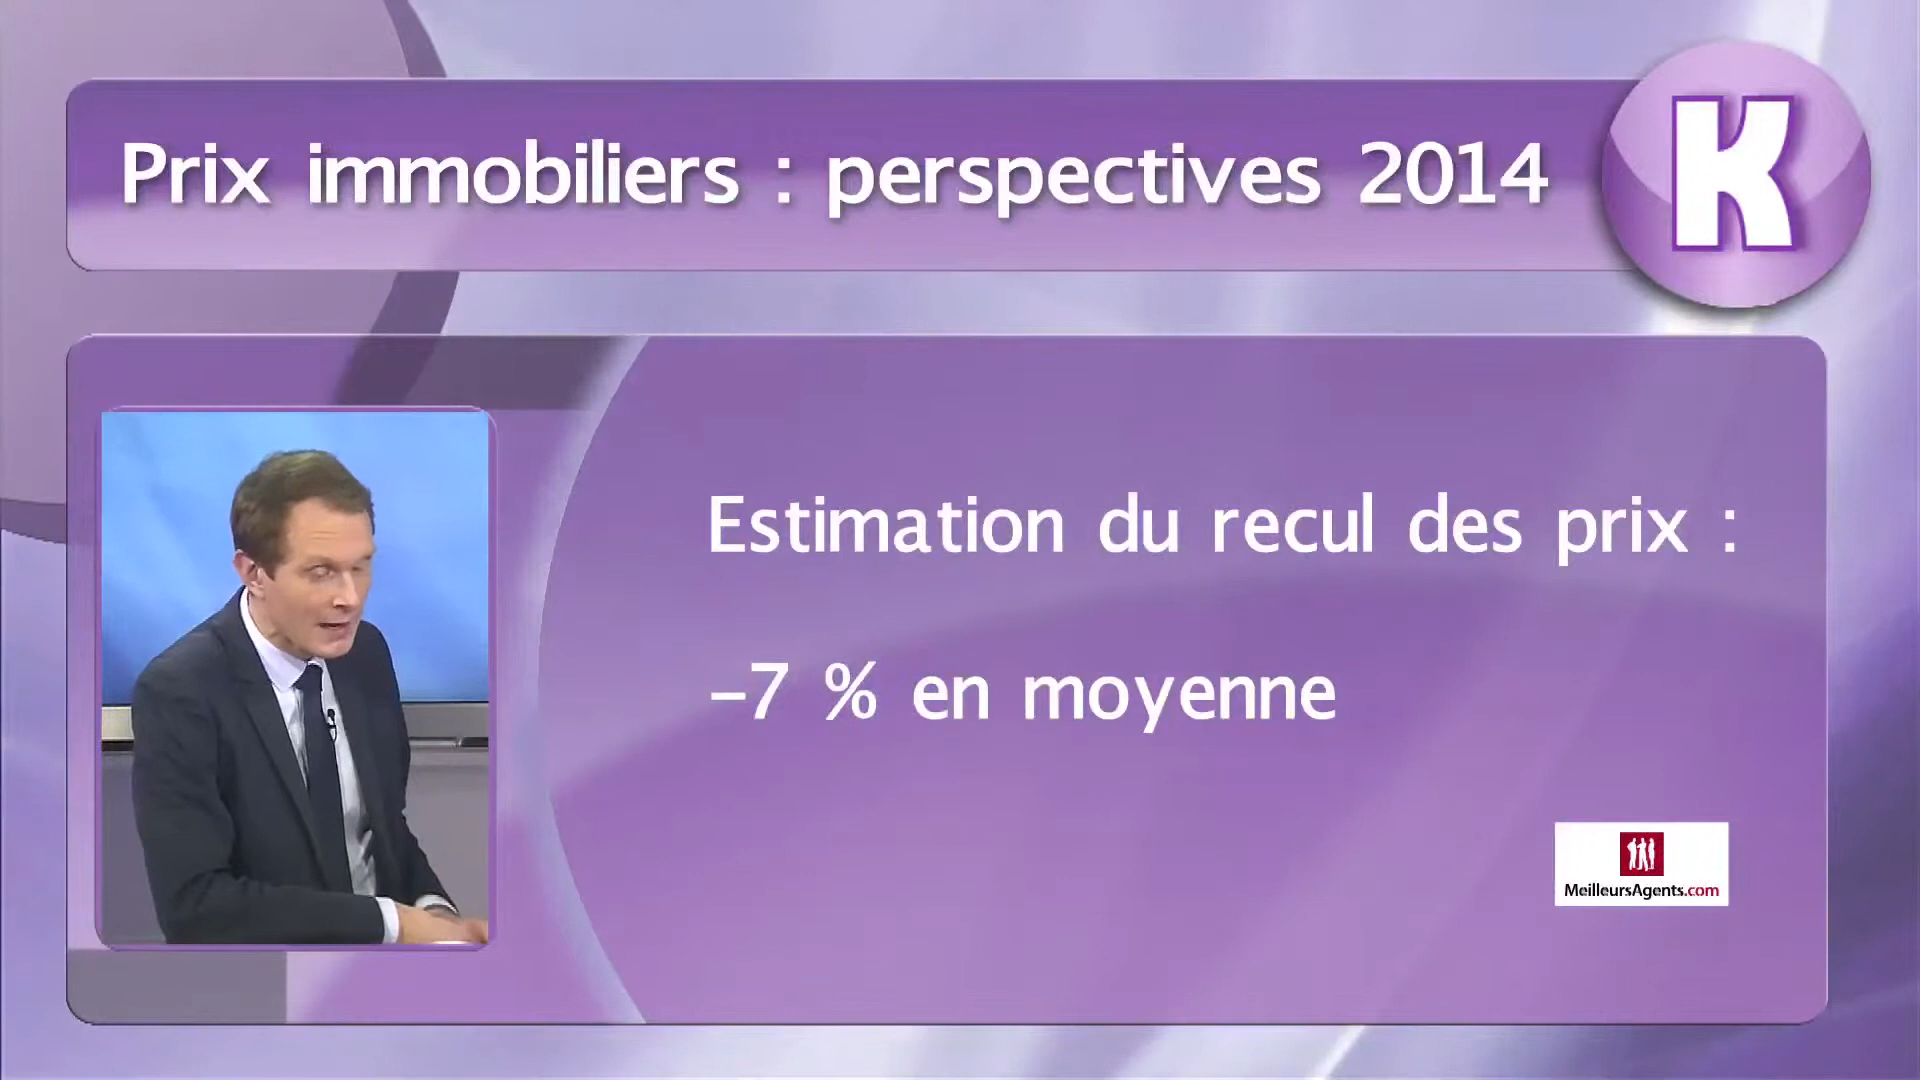 Prix immobiliers : perspectives 2014
K
Estimation du recul des prix :
-7 % en moyenne
MeilleursAgents.com